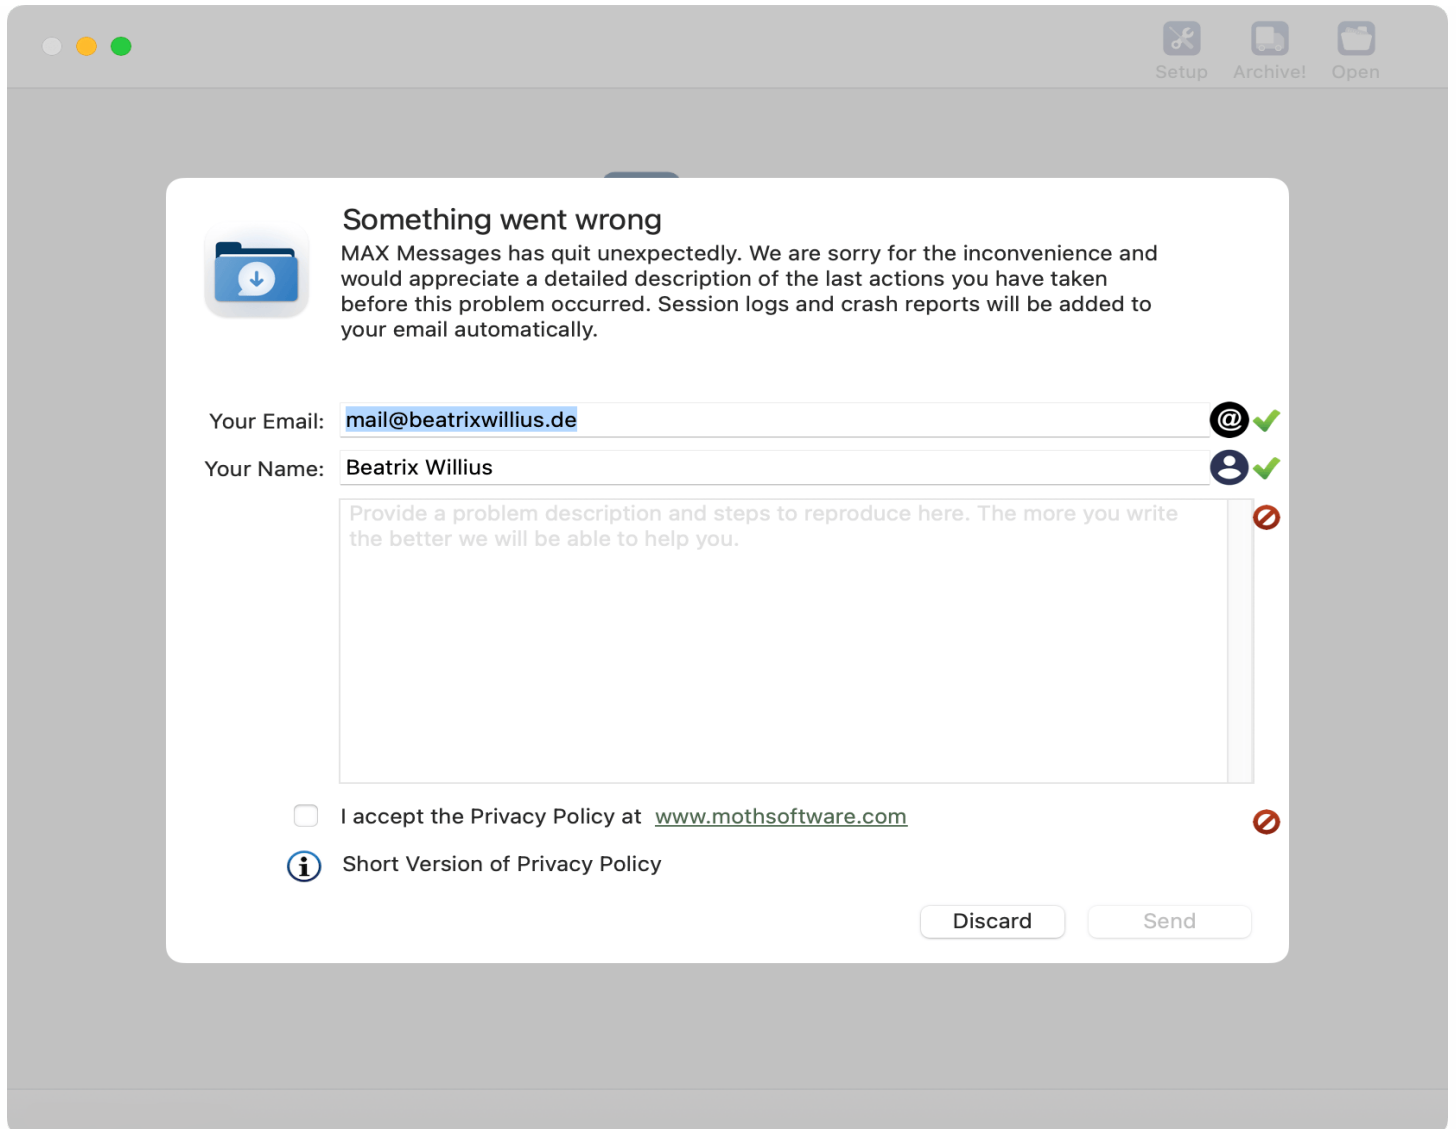 Setup Archive! Open
Something went wrong
MAX Messages has quit unexpectedly. We are sorry for the inconvenience and
would appreciate a detailed description of the last actions you have taken
before this problem occurred. Session logs and crash reports will be added to
your email automatically.
Your Email: mail@beatrixwillius.de
Your Name: Beatrix Willius
Provide a problem description and steps to reproduce here. The more you write
the better we will be able to help you.
I accept the Privacy Policy at www.mothsoftware.com
Short Version of Privacy Policy
Discard Send